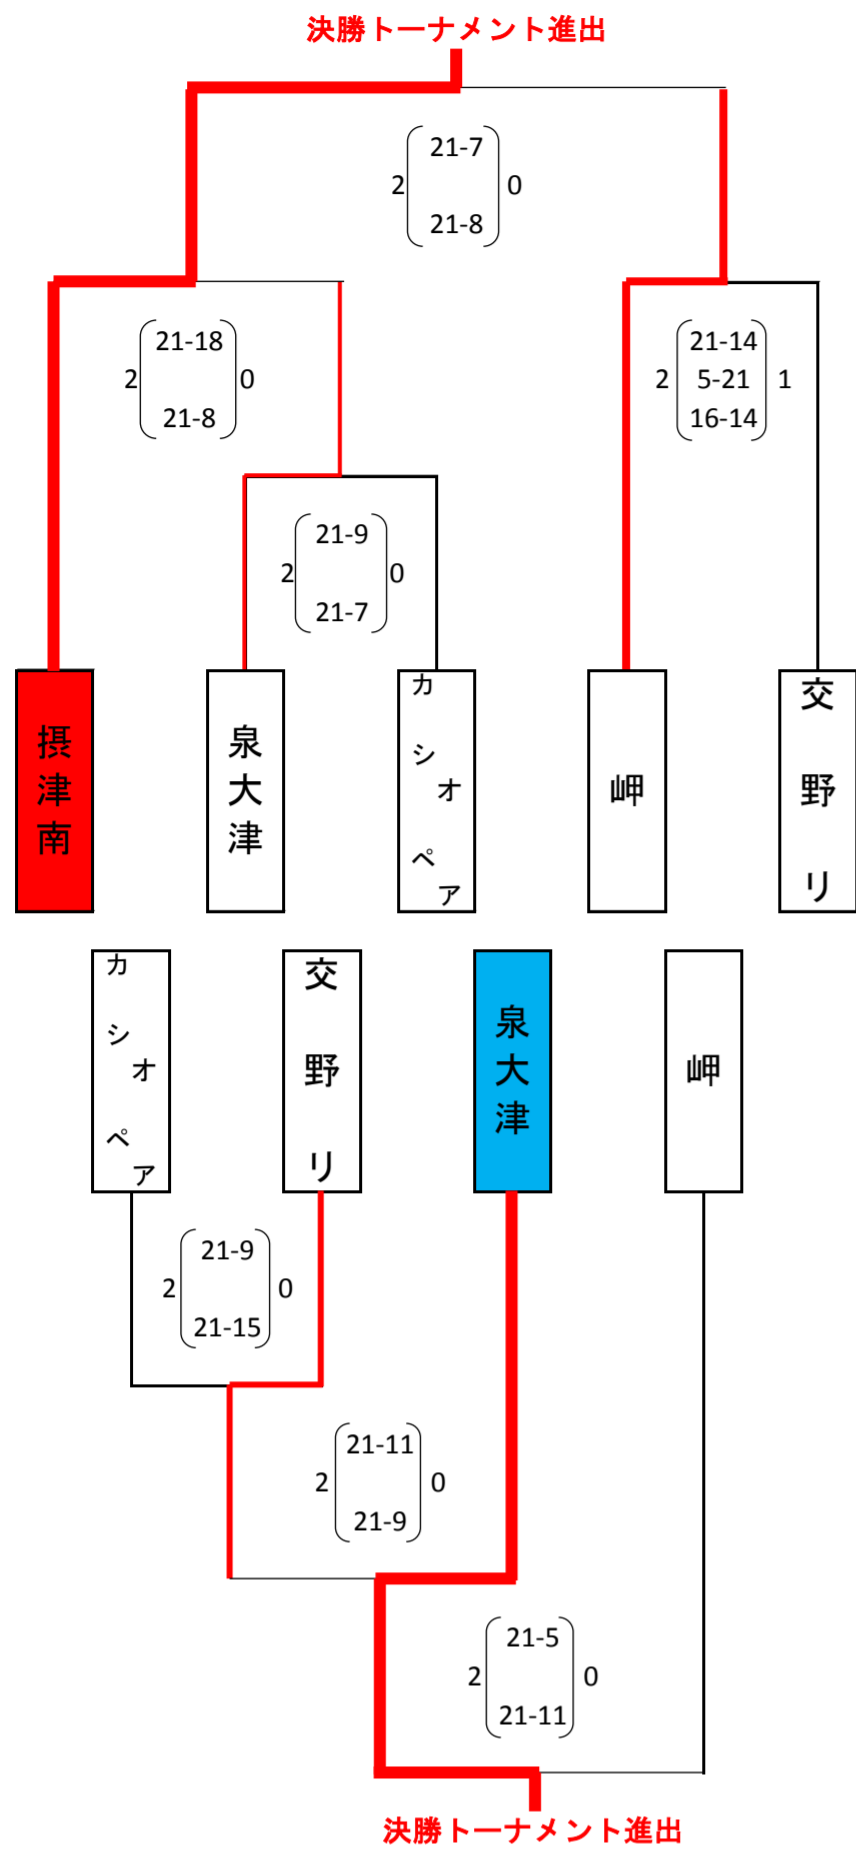 決勝トーナメント進出
21-7
2 0
21-8
21-18
2 0
21-8
21-14
2 5-21 1
16-14
21-9
2 0
21-7
摂津南
泉大津
カシオペア
岬
交野リ
カシオペア
交野リ
泉大津
岬
21-9
2 0
21-15
21-11
2 0
21-9
21-5
2 0
21-11
決勝トーナメント進出